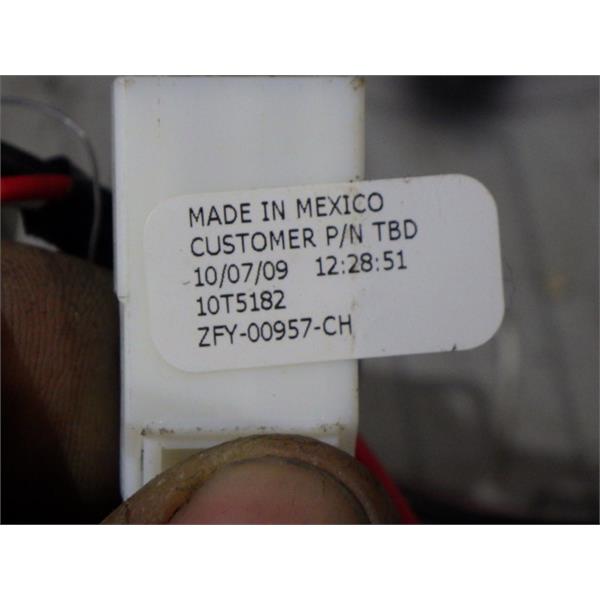 MADE IN MEXICO
CUSTOMER P/N TBD
10/07/09 12:28:51
10T5182
ZFY-00957-CH